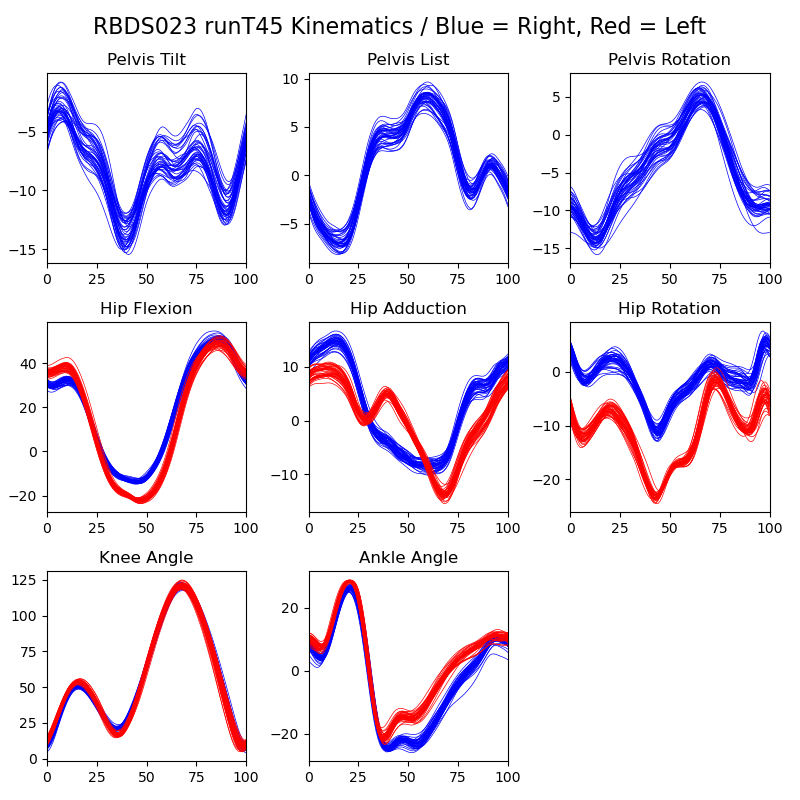 RBDS023 runT45 Kinematics / Blue = Right, Red = Left
Pelvis Tilt
Pelvis List
Pelvis Rotation
−5
−10
−15
0 25 50 75 100
10
5
0
−5
0 25 50 75 100
5
0
−5
−10
−15
0 25 50 75 100
Hip Flexion
Hip Adduction
Hip Rotation
40
20
0
−20
0 25 50 75 100
10
0
−10
0 25 50 75 100
0
−10
−20
0 25 50 75 100
Knee Angle
Ankle Angle
125
100
75
50
25
0
0 25 50 75 100
20
0
−20
0 25 50 75 100